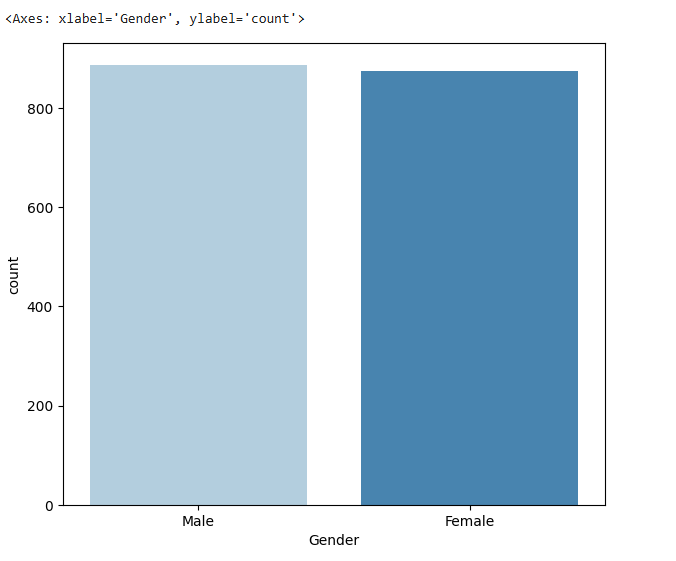 <Axes: xlabel='Gender', ylabel='count'>
800
600
400
200
0
count
Male Female
Gender